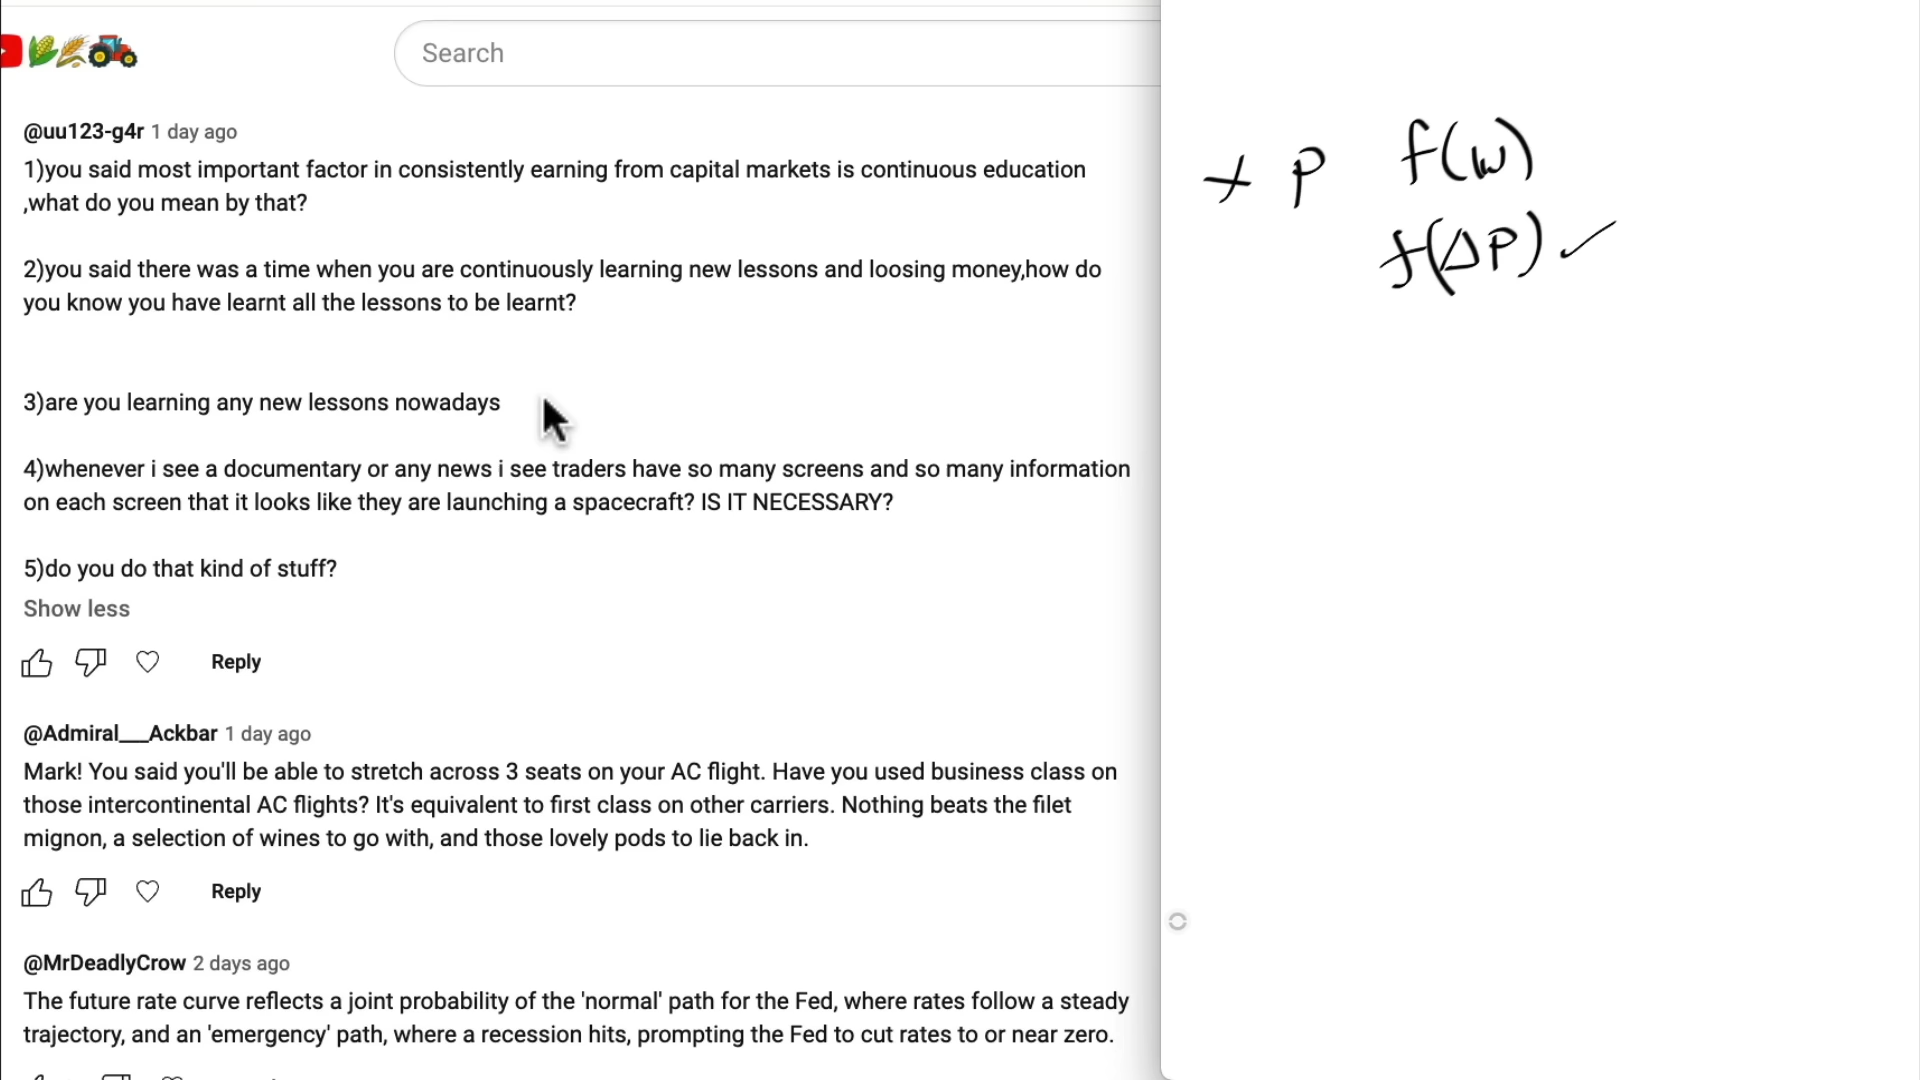 Search
@uu123-g4r 1 day ago
1)you said most important factor in consistently earning from capital markets is continuous education
,what do you mean by that?
2)you said there was a time when you are continuously learning new lessons and loosing money,how do
you know you have learnt all the lessons to be learnt?
3)are you learning any new lessons nowadays
4)whenever i see a documentary or any news i see traders have so many screens and so many information
on each screen that it looks like they are launching a spacecraft? IS IT NECESSARY?
5)do you do that kind of stuff?
Show less
Reply
@Admiral___Ackbar 1 day ago
Mark! You said you'll be able to stretch across 3 seats on your AC flight. Have you used business class on
those intercontinental AC flights? It's equivalent to first class on other carriers. Nothing beats the filet
mignon, a selection of wines to go with, and those lovely pods to lie back in.
Reply
@MrDeadlyCrow 2 days ago
The future rate curve reflects a joint probability of the 'normal' path for the Fed, where rates follow a steady
trajectory, and an 'emergency' path, where a recession hits, prompting the Fed to cut rates to or near zero.
+ P f(w)
f(ΔP) ✓